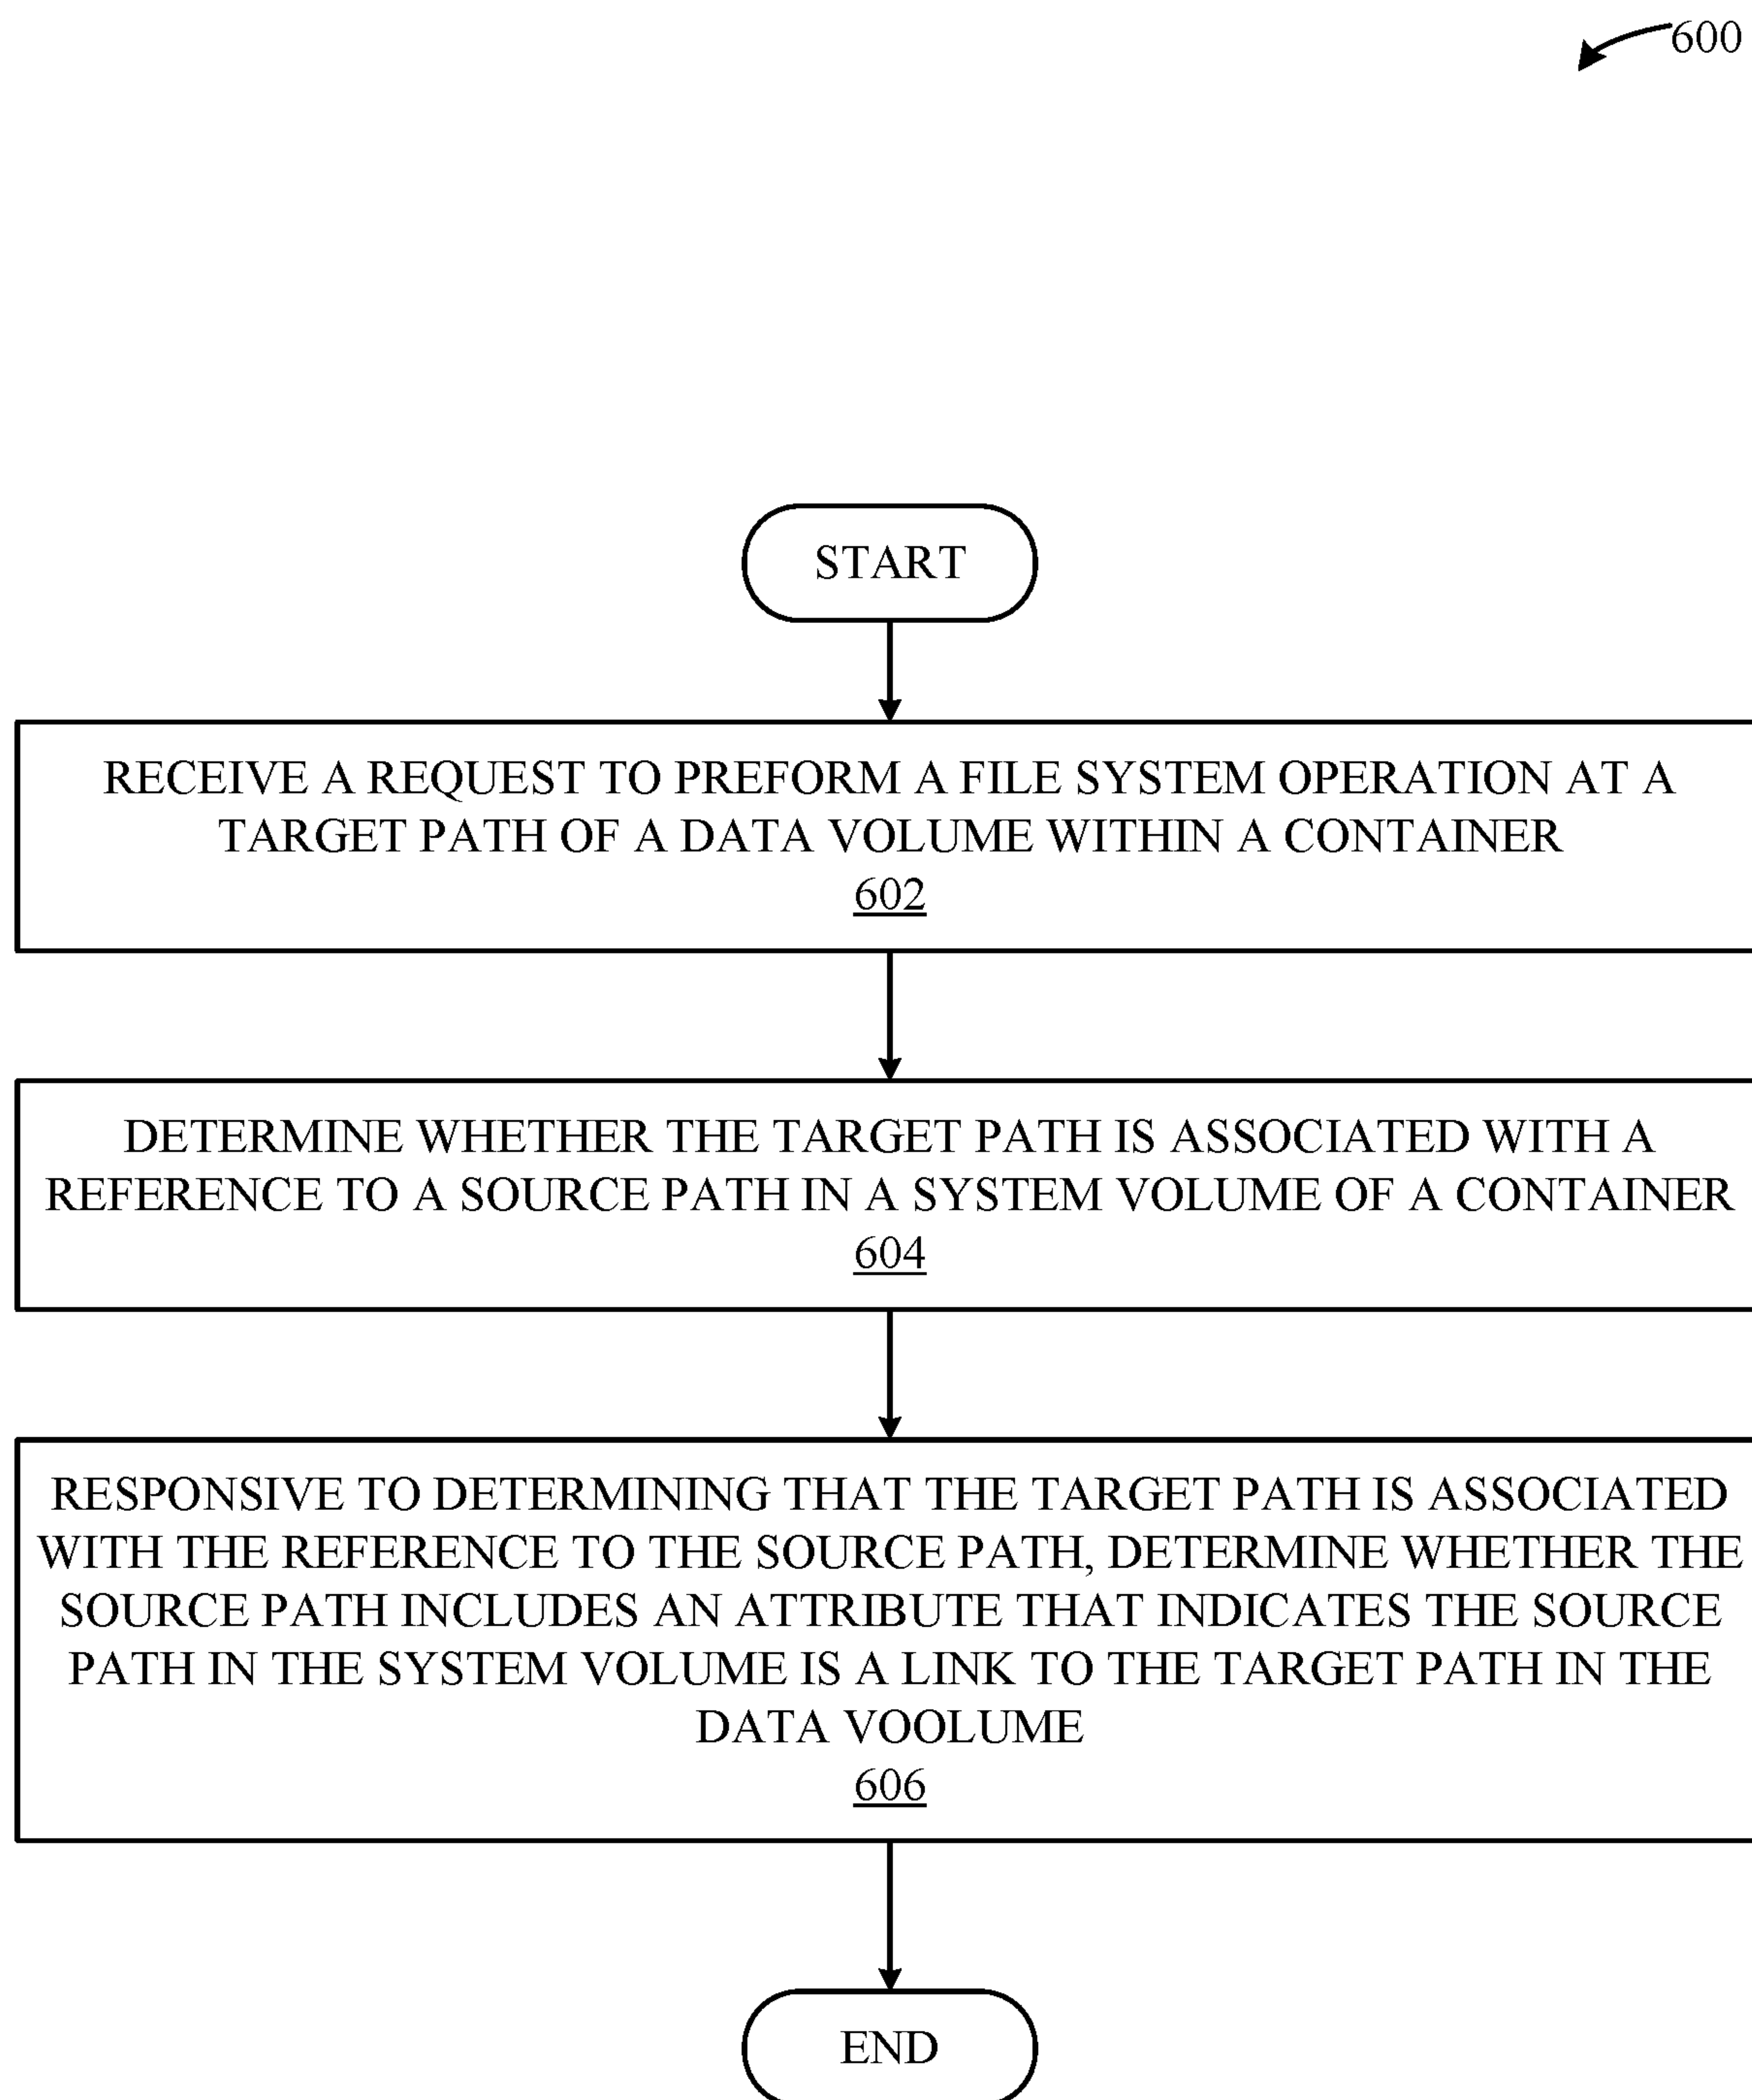 600
START
RECEIVE A REQUEST TO PREFORM A FILE SYSTEM OPERATION AT A
TARGET PATH OF A DATA VOLUME WITHIN A CONTAINER
602
DETERMINE WHETHER THE TARGET PATH IS ASSOCIATED WITH A
REFERENCE TO A SOURCE PATH IN A SYSTEM VOLUME OF A CONTAINER
604
RESPONSIVE TO DETERMINING THAT THE TARGET PATH IS ASSOCIATED
WITH THE REFERENCE TO THE SOURCE PATH, DETERMINE WHETHER THE
SOURCE PATH INCLUDES AN ATTRIBUTE THAT INDICATES THE SOURCE
PATH IN THE SYSTEM VOLUME IS A LINK TO THE TARGET PATH IN THE
DATA VOOLUME
606
END